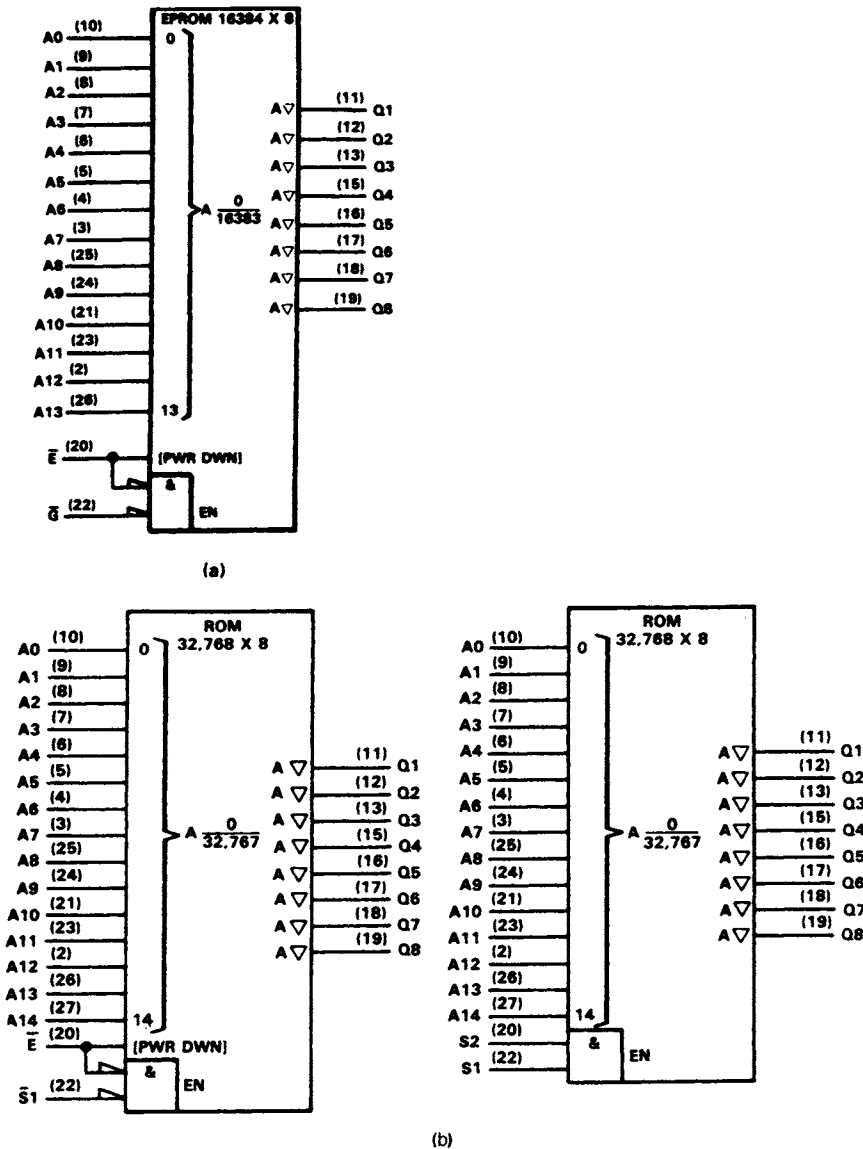 EPROM 16384 X 8
A0 (10) 0
A1 (9)
A2 (8)
A3 (7)
A4 (6)
A5 (5)
A6 (4)
A7 (3)
A8 (25)
A9 (24)
A10 (21)
A11 (23)
A12 (2)
A13 (26) 13
A 0/16383
A▽ (11) Q1
A▽ (12) Q2
A▽ (13) Q3
A▽ (15) Q4
A▽ (16) Q5
A▽ (17) Q6
A▽ (18) Q7
A▽ (19) Q8
E̅ (20) [PWR DWN]
&
G̅ (22) EN
(a)
ROM
32,768 X 8
A0 (10) 0
A1 (9)
A2 (8)
A3 (7)
A4 (6)
A5 (5)
A6 (4)
A7 (3)
A8 (25)
A9 (24)
A10 (21)
A11 (23)
A12 (2)
A13 (26)
A14 (27) 14
A 0/32,767
A ▽ (11) Q1
A ▽ (12) Q2
A ▽ (13) Q3
A ▽ (15) Q4
A ▽ (16) Q5
A ▽ (17) Q6
A ▽ (18) Q7
A ▽ (19) Q8
E̅ (20) [PWR DWN]
&
S̅1 (22) EN
ROM
32,768 X 8
A0 (10) 0
A1 (9)
A2 (8)
A3 (7)
A4 (6)
A5 (5)
A6 (4)
A7 (3)
A8 (25)
A9 (24)
A10 (21)
A11 (23)
A12 (2)
A13 (26)
A14 (27) 14
A 0/32,767
A▽ (11) Q1
A▽ (12) Q2
A▽ (13) Q3
A▽ (15) Q4
A▽ (16) Q5
A▽ (17) Q6
A▽ (18) Q7
A▽ (19) Q8
S2 (20) &
S1 (22) EN
(b)